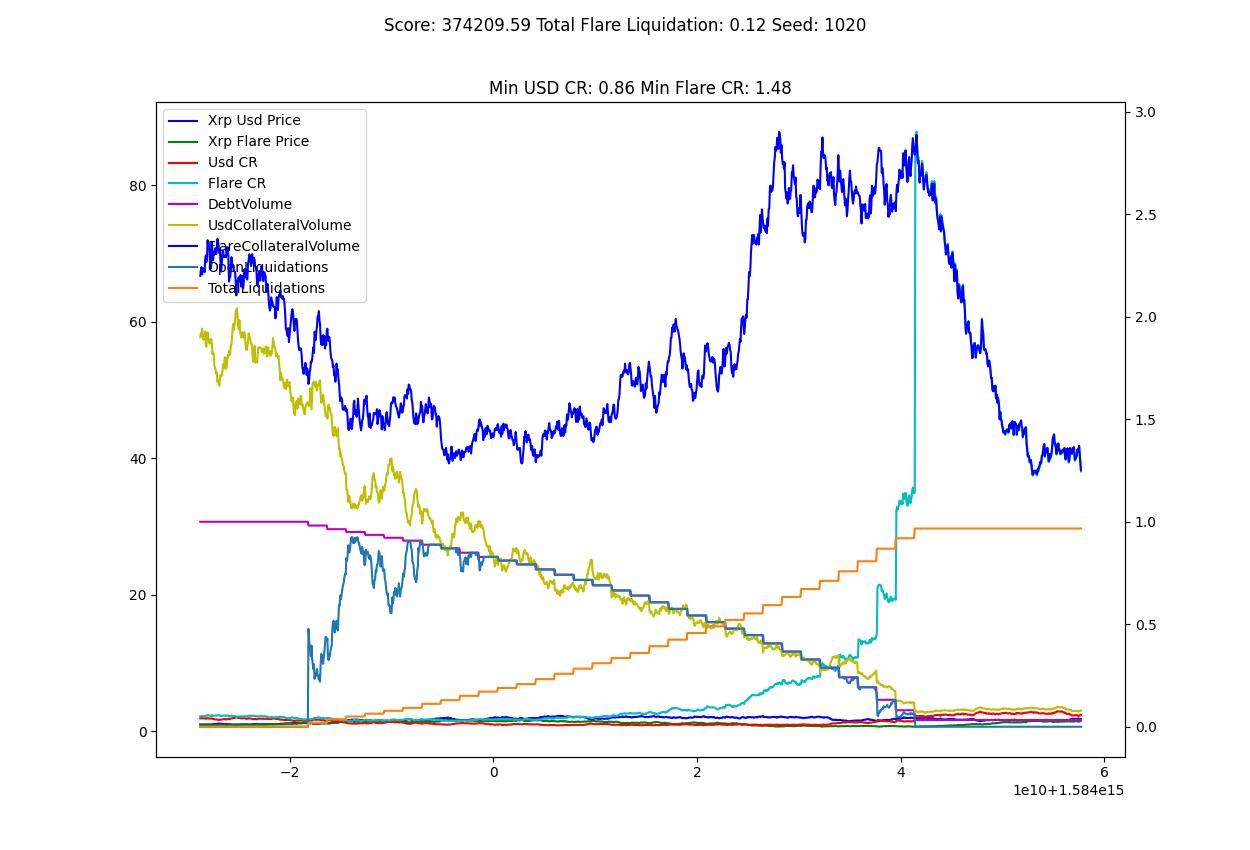 Score: 374209.59 Total Flare Liquidation: 0.12 Seed: 1020
Min USD CR: 0.86 Min Flare CR: 1.48
Xrp Usd Price
Xrp Flare Price
Usd CR
Flare CR
DebtVolume
UsdCollateralVolume
FlareCollateralVolume
OpenLiquidations
TotalLiquidations
80
60
40
20
0
3.0
2.5
2.0
1.5
1.0
0.5
0.0
−2
0
2
4
6
1e10+1.584e15